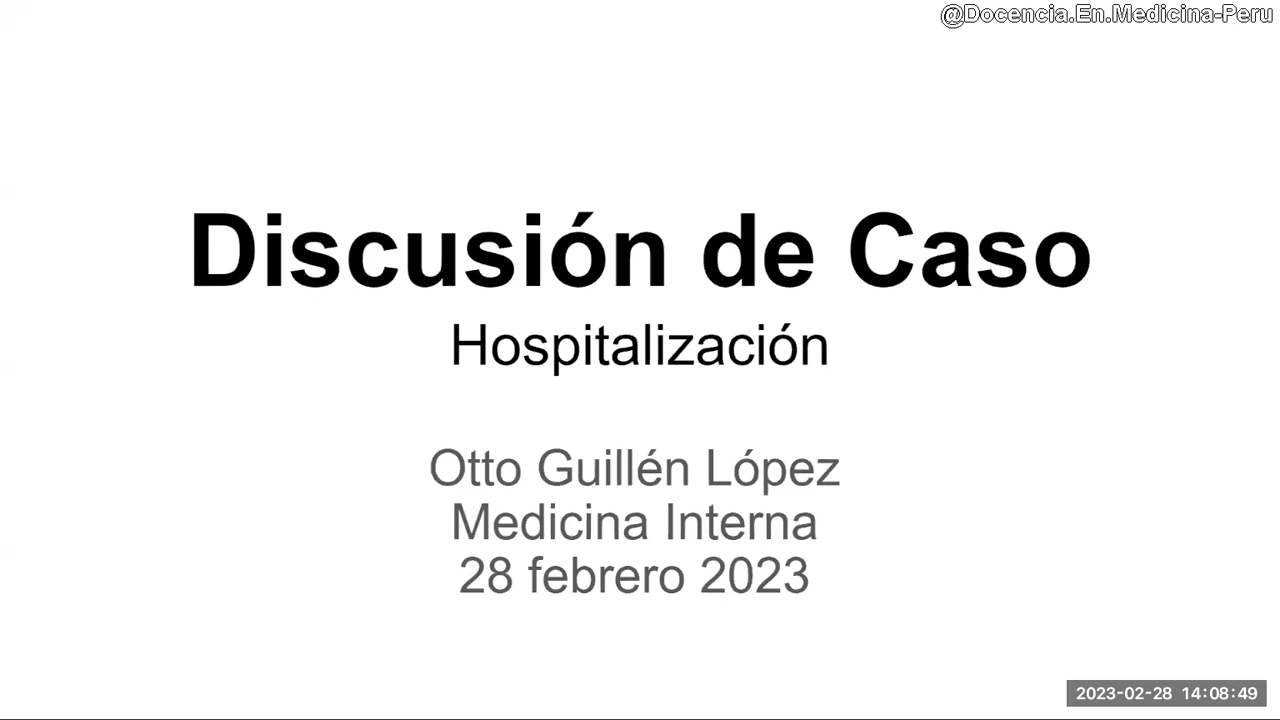 @Docencia.En.Medicina-Peru
Discusión de Caso
Hospitalización
Otto Guillén López
Medicina Interna
28 febrero 2023
2023-02-28 14:08:49